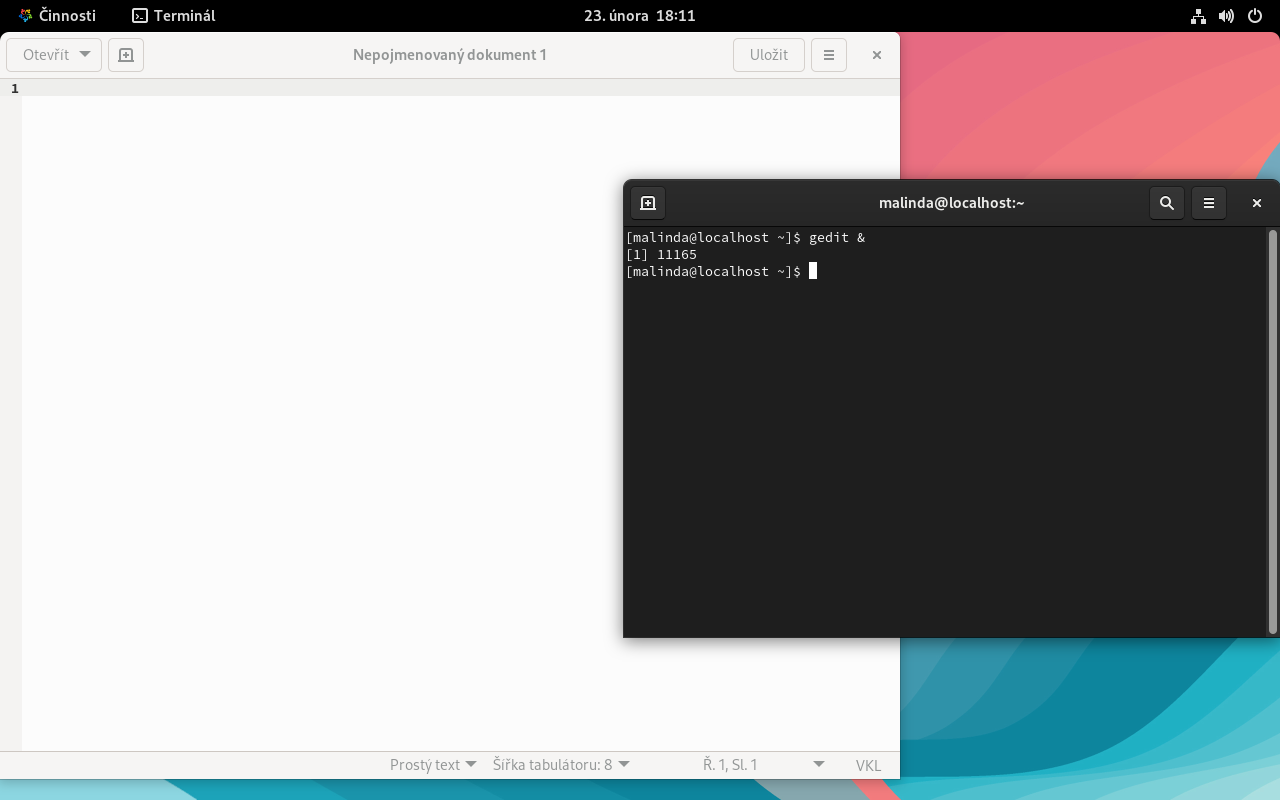 Činnosti
Terminál
23. února 18:11
Otevřít
Nepojmenovaný dokument 1
Uložit
1
malinda@localhost:~
[malinda@localhost ~]$ gedit &
[1] 11165
[malinda@localhost ~]$
Prostý text
Šířka tabulátoru: 8
Ř. 1, Sl. 1
VKL